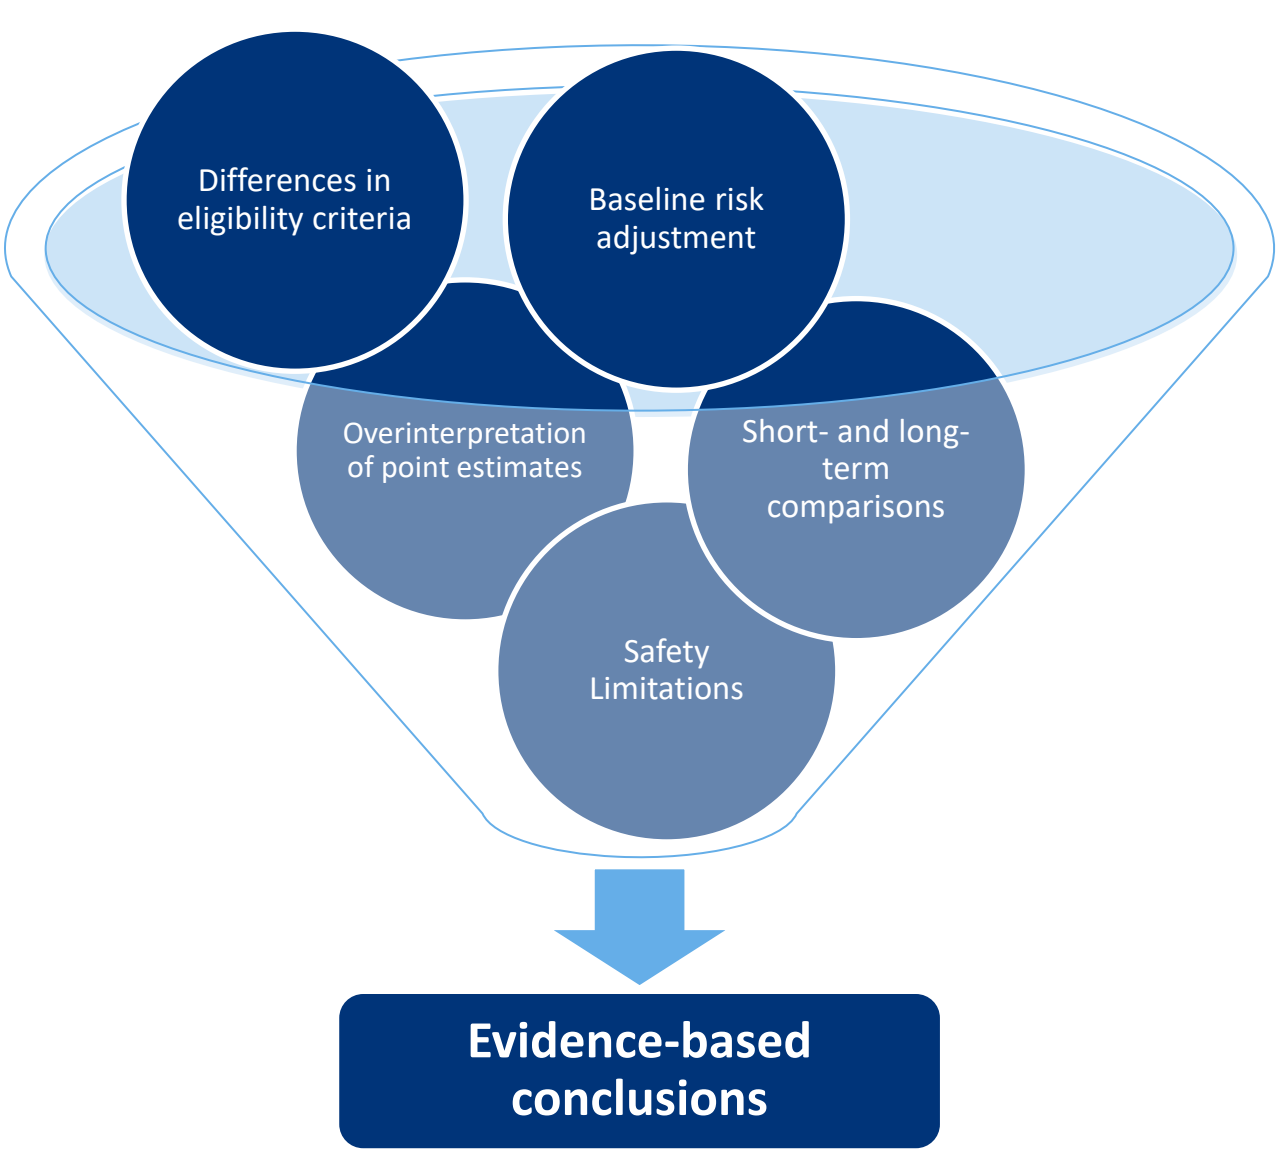 Differences in
eligibility criteria
Baseline risk
adjustment
Overinterpretation
of point estimates
Short- and long-
term
comparisons
Safety
Limitations
Evidence-based
conclusions